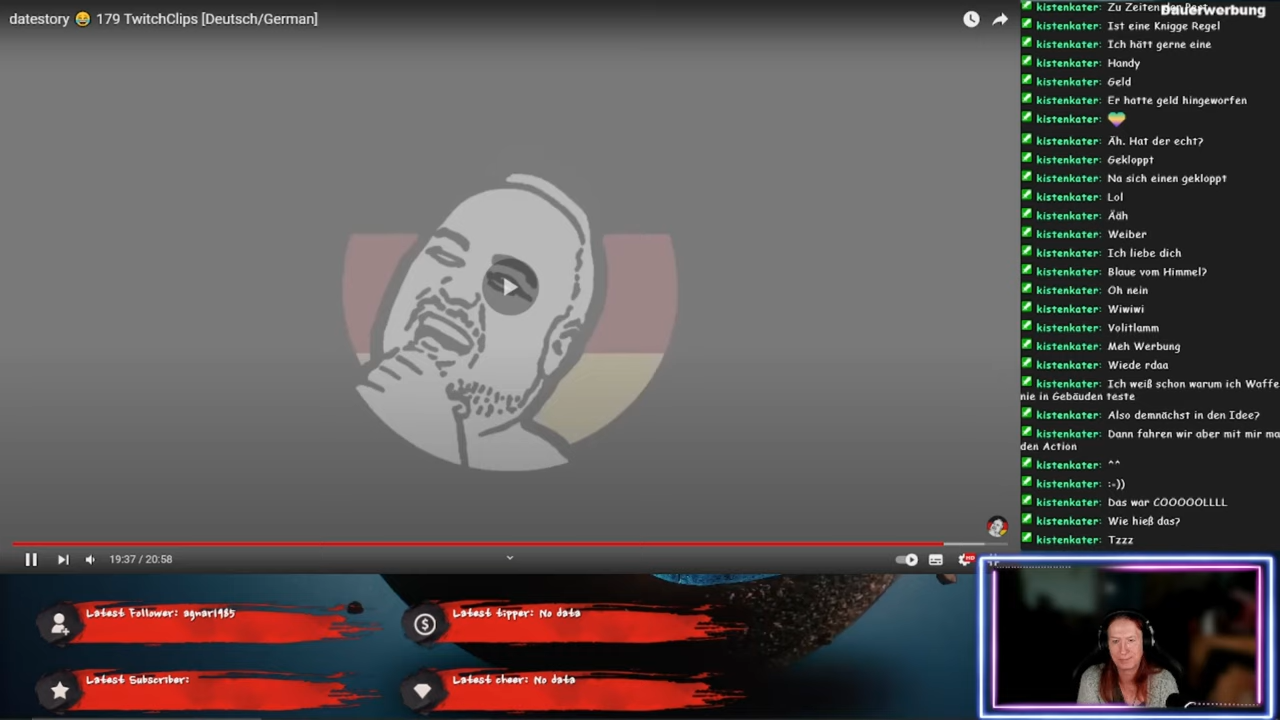 datestory 😂 179 TwitchClips [Deutsch/German]
Dauerwerbung
kistenkater: Zu Zeiten
kistenkater: Ist eine Knigge Regel
kistenkater: Ich hätt gerne eine
kistenkater: Handy
kistenkater: Geld
kistenkater: Er hatte geld hingeworfen
kistenkater:
kistenkater: Äh. Hat der echt?
kistenkater: Gekloppt
kistenkater: Na sich einen gekloppt
kistenkater: Lol
kistenkater: Ääh
kistenkater: Weiber
kistenkater: Ich liebe dich
kistenkater: Blaue vom Himmel?
kistenkater: Oh nein
kistenkater: Wiwiwi
kistenkater: Volltlamm
kistenkater: Meh Werbung
kistenkater: Wiede rdaa
kistenkater: Ich weiß schon warum ich Waffe
nie in Gebäuden teste
kistenkater: Also demnächst in den Idee?
kistenkater: Dann fahren wir aber mit mir ma
den Action
kistenkater: ^^
kistenkater: :-))
kistenkater: Das war COOOOOLLLL
kistenkater: Wie hieß das?
kistenkater: Tzzz
19:37 / 20:58
HD
Latest Follower: agnar1985
Latest tipper: No data
Latest Subscriber:
Latest cheer: No data